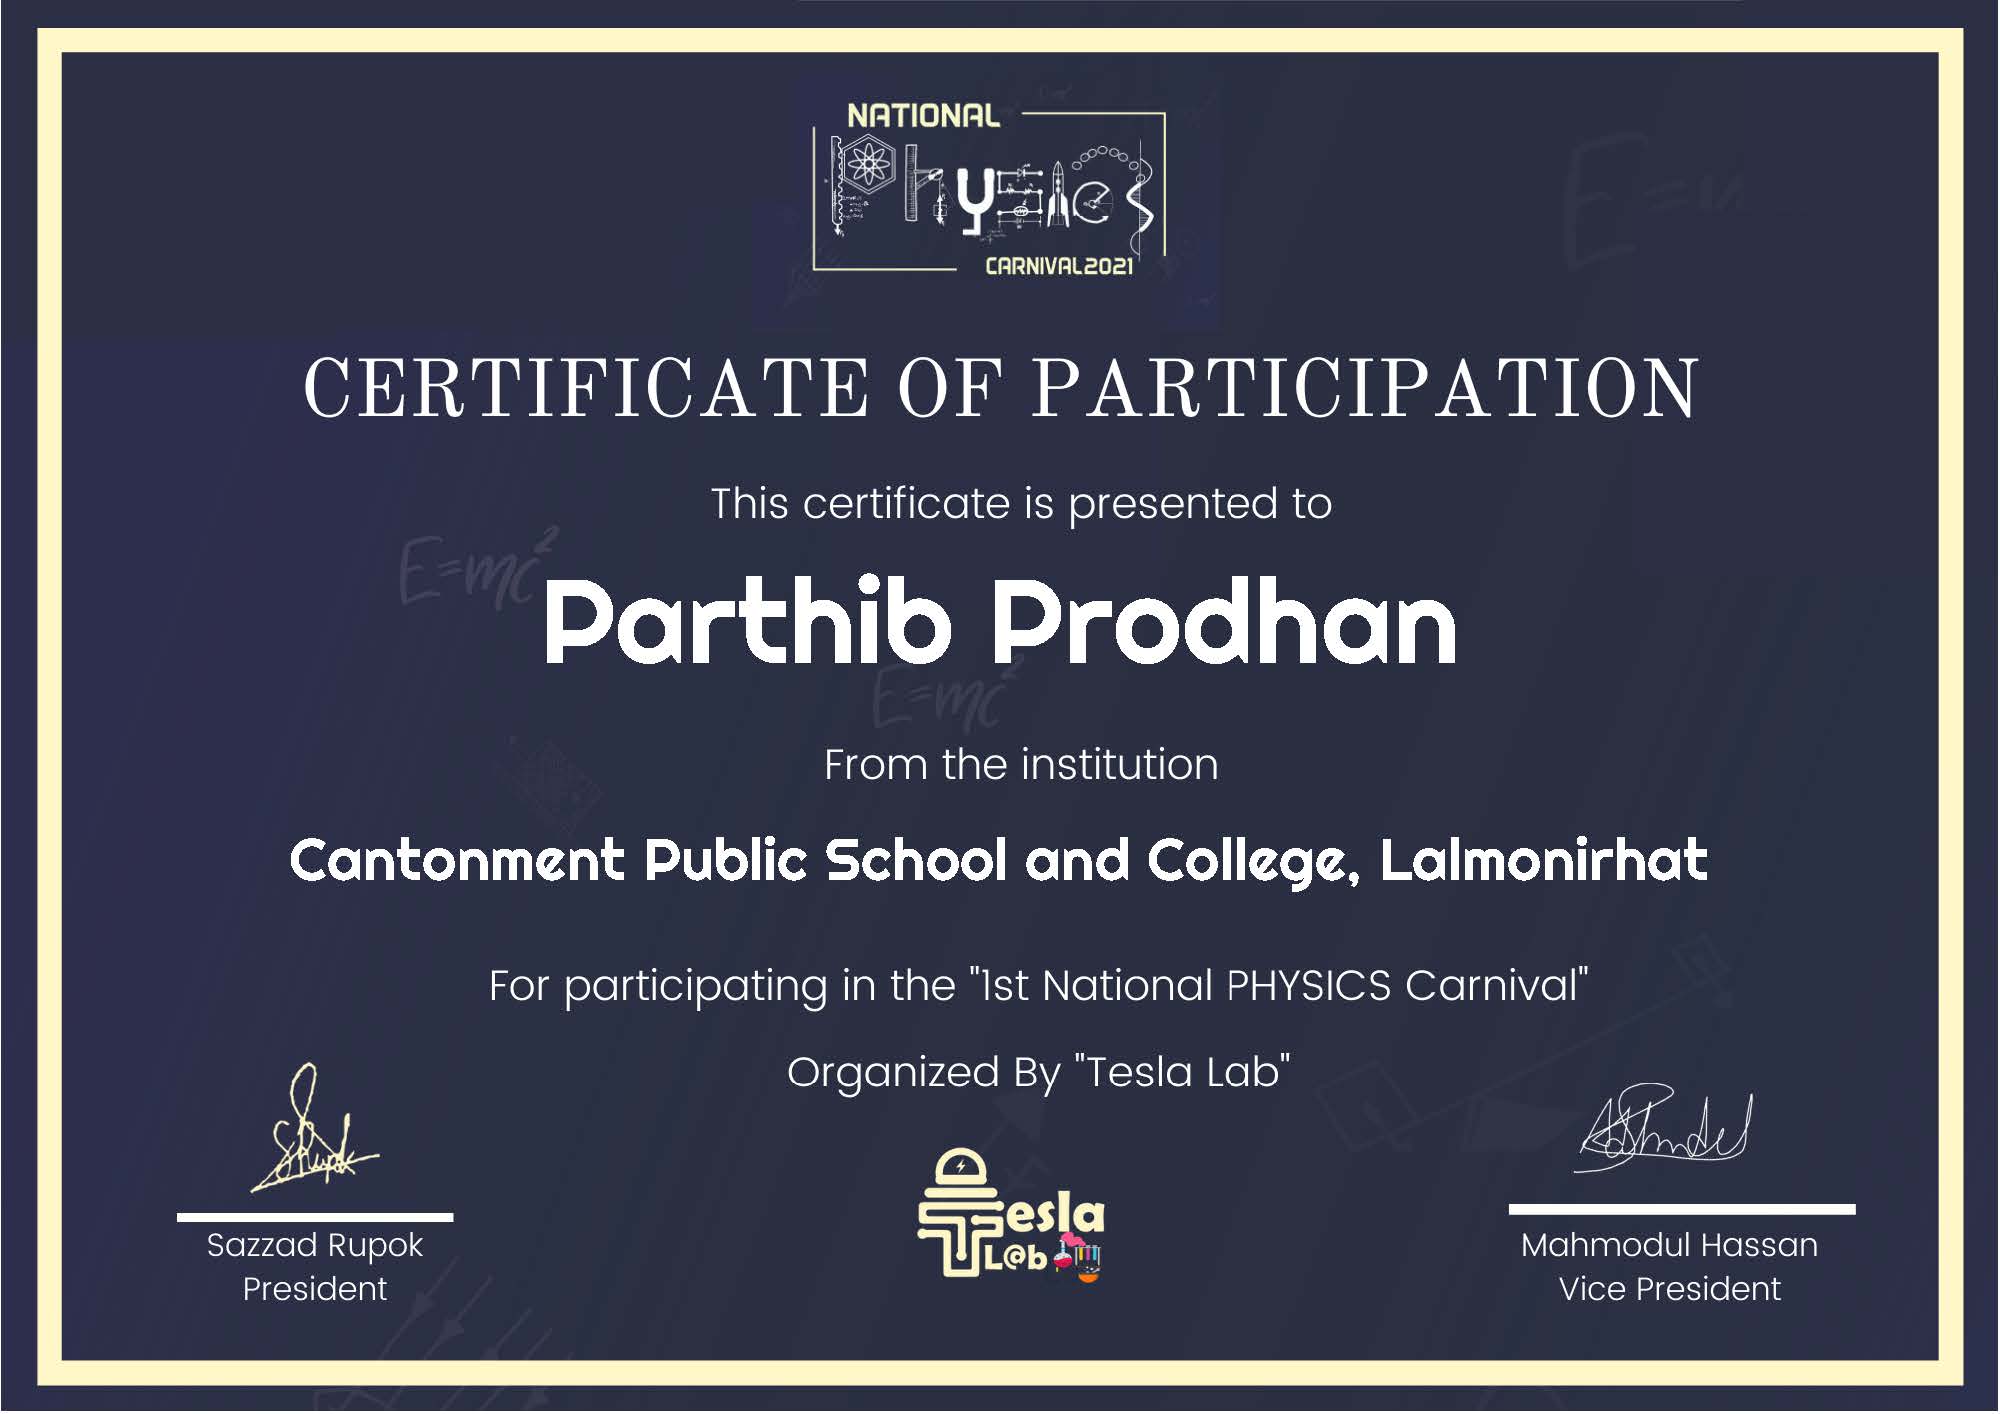 NATIONAL
Physics
CARNIVAL2021
CERTIFICATE OF PARTICIPATION
This certificate is presented to
E=mc²
Parthib Prodhan
E=mc²
From the institution
Cantonment Public School and College, Lalmonirhat
For participating in the "1st National PHYSICS Carnival"
Organized By "Tesla Lab"
Tesla
L@b
Sazzad Rupok
President
Mahmodul Hassan
Vice President